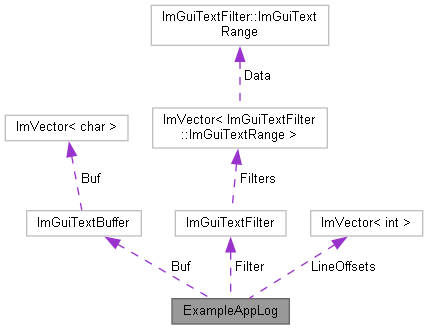 ImGuiTextFilter::ImGuiText
Range
Data
ImVector< char >
ImVector< ImGuiTextFilter
::ImGuiTextRange >
Buf
Filters
ImGuiTextBuffer
ImGuiTextFilter
ImVector< int >
Buf
Filter
LineOffsets
ExampleAppLog